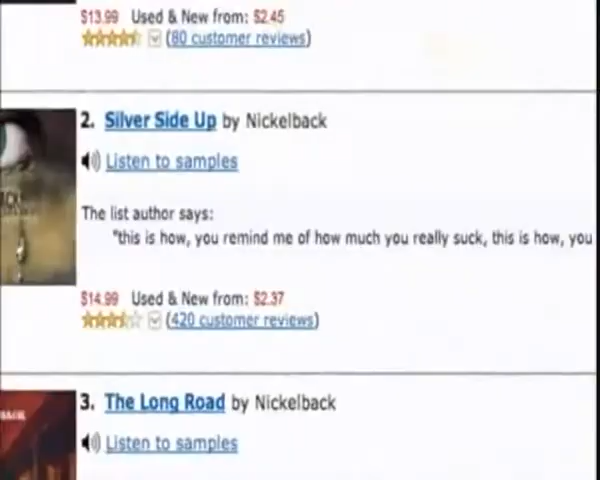 $13.99 Used & New from: $2.45
(80 customer reviews)
2. Silver Side Up by Nickelback
Listen to samples
The list author says:
"this is how, you remind me of how much you really suck, this is how, you
$14.99 Used & New from: $2.37
(420 customer reviews)
3. The Long Road by Nickelback
Listen to samples